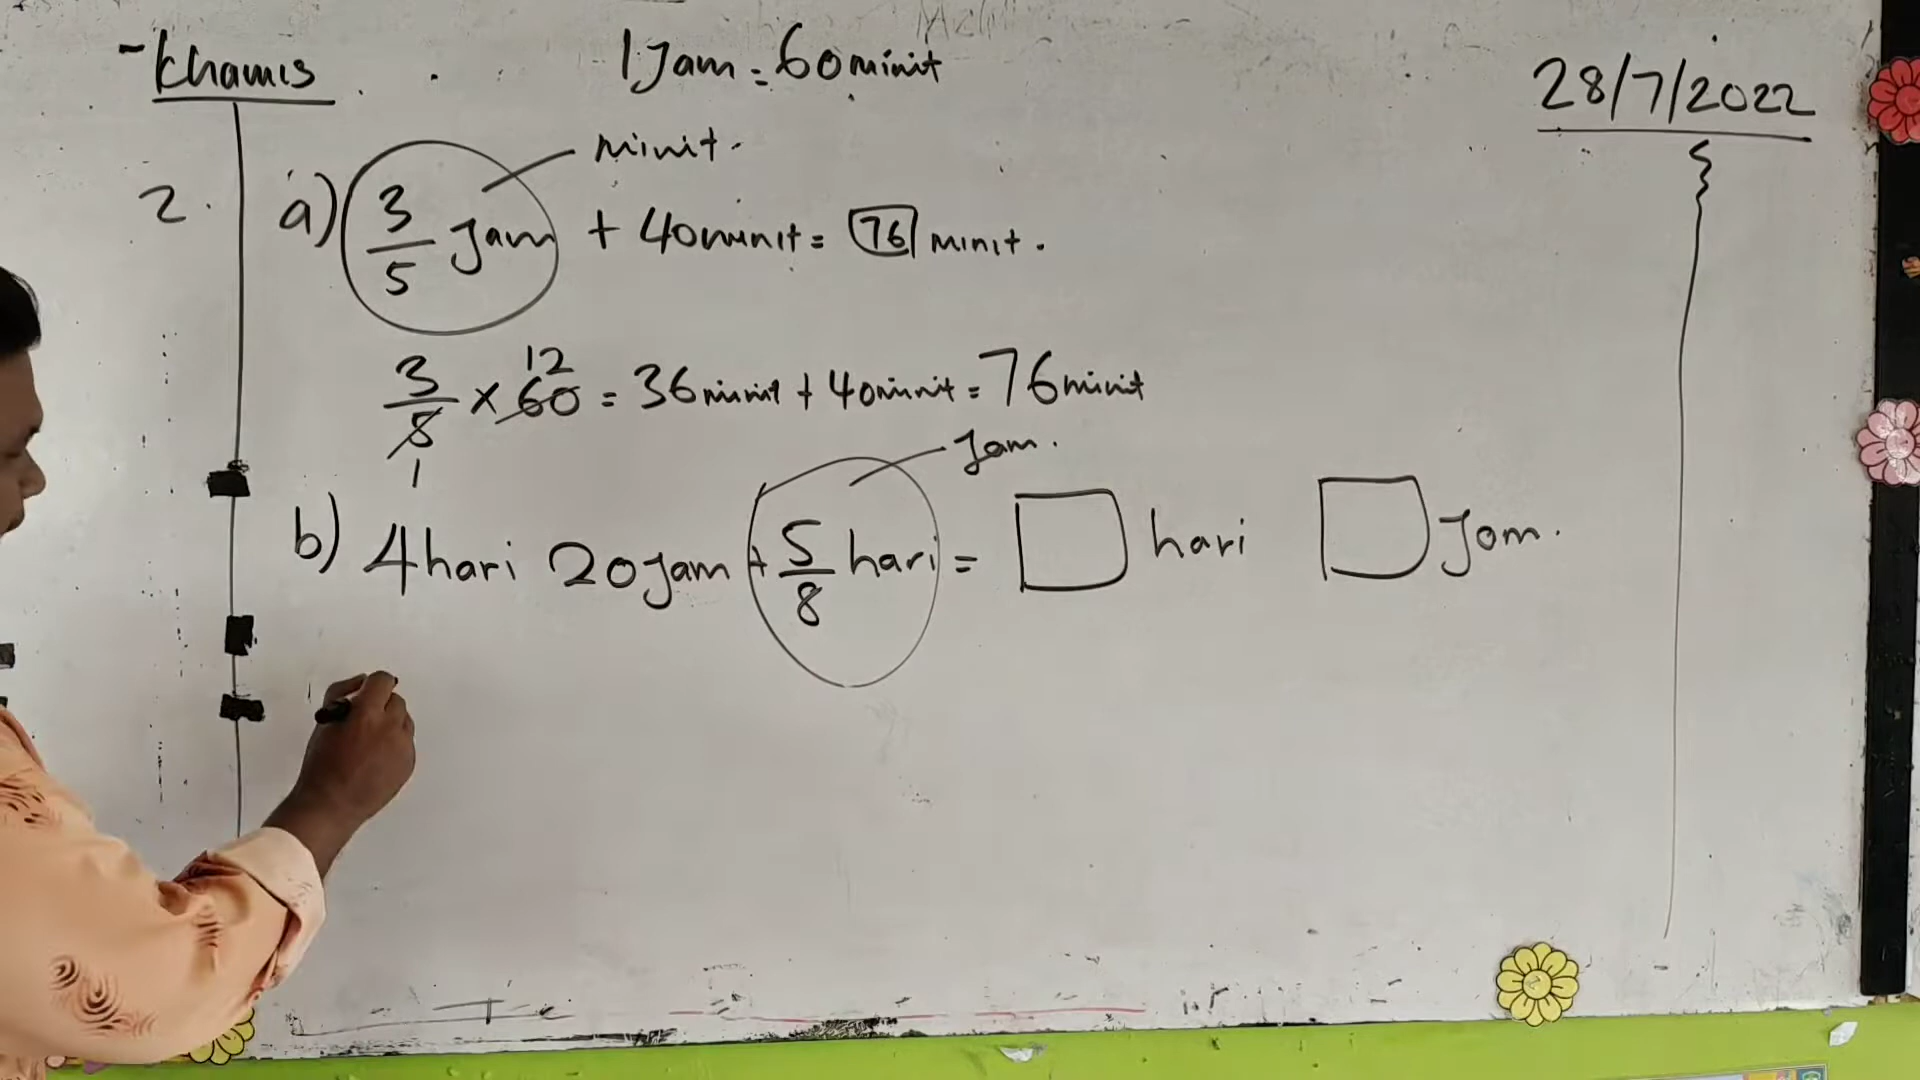 Khamis
1 Jam = 60 minit
28/7/2022
minit.
2. a) 3/5 Jam + 40 minit = 76 minit.
3/5 x 60 = 36 minit + 40 minit = 76 minit
12
1
Jam.
b) 4 hari 20 jam + 5/8 hari = hari Jam.